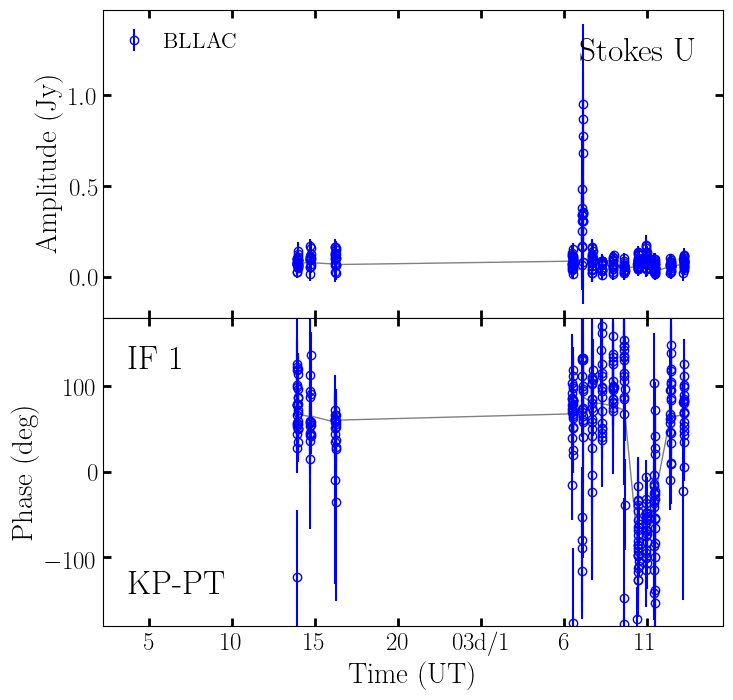 BLLAC
Stokes U
Amplitude (Jy)
1.0
0.5
0.0
IF 1
Phase (deg)
100
0
−100
KP-PT
5 10 15 20 03d/1 6 11
Time (UT)